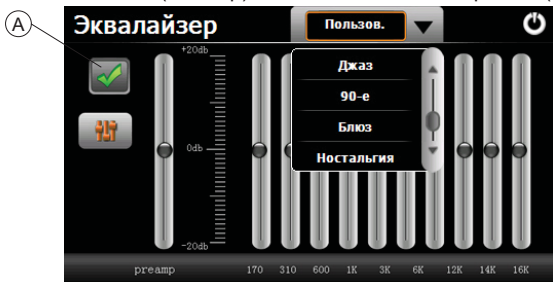 A
Эквалайзер
Пользов.
+20db
Джаз
90-е
Блюз
0db
Ностальгия
-20db
preamp 170 310 600 1K 3K 6K 12K 14K 16K